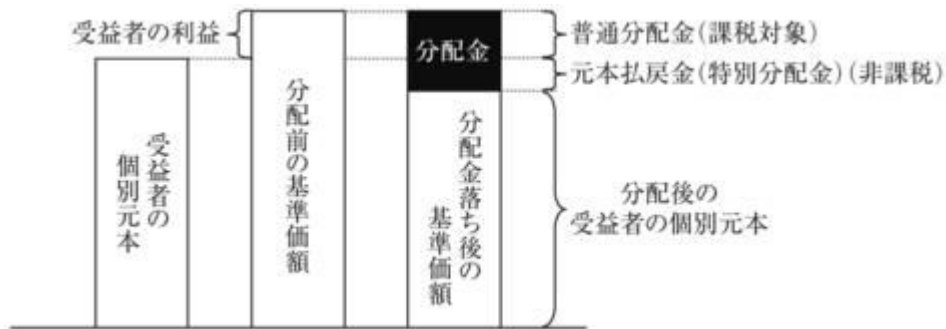 受益者の利益
分配金
普通分配金(課税対象)
元本払戻金(特別分配金)(非課税)
受益者の
個別元本
分配前の基準価額
分配金落ち後の
基準価額
分配後の
受益者の個別元本